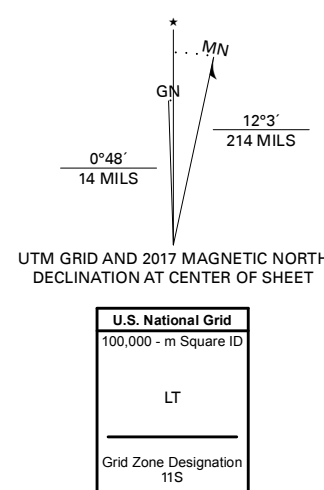 ★
MN
GN
12°3´
214 MILS
0°48´
14 MILS
UTM GRID AND 2017 MAGNETIC NORTH
DECLINATION AT CENTER OF SHEET
U.S. National Grid
100,000 - m Square ID
LT
Grid Zone Designation
11S